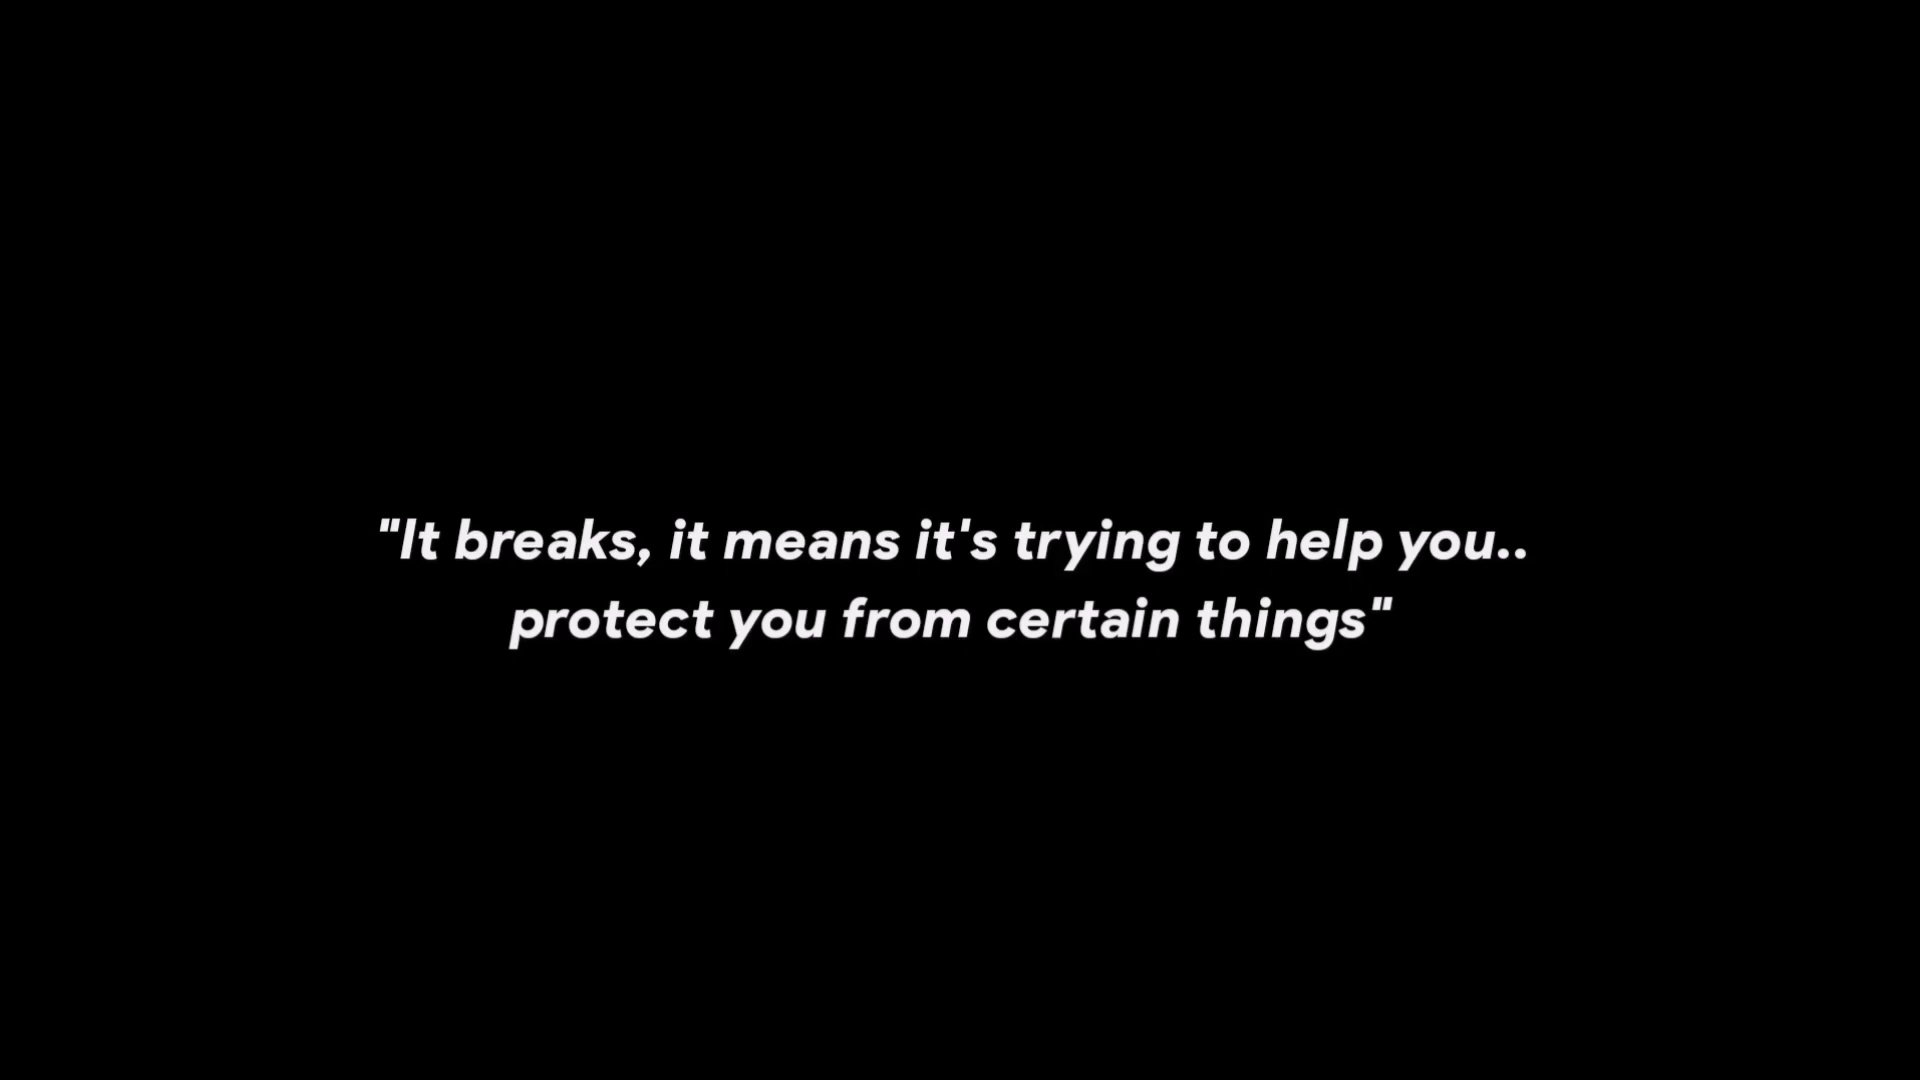 "It breaks, it means it's trying to help you..
protect you from certain things"